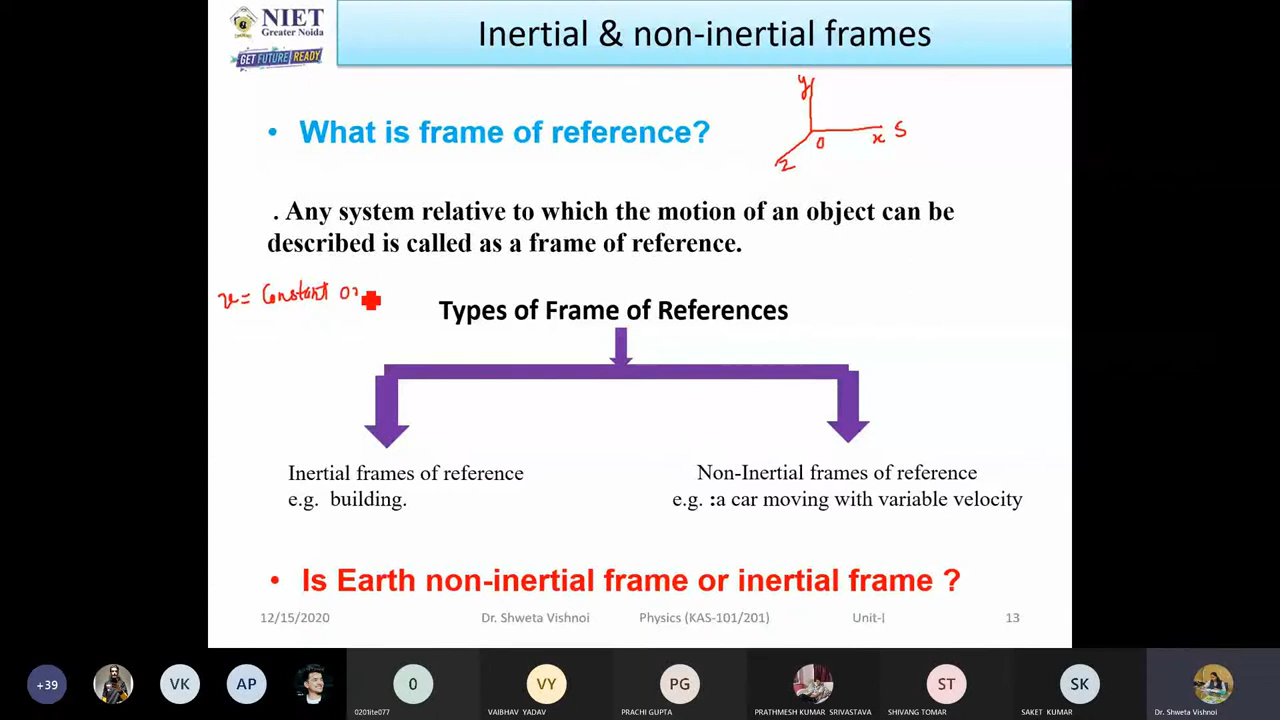 NIET
Greater Noida
GET FUTURE READY
Inertial & non-inertial frames
y
• What is frame of reference?
x S
0
z
. Any system relative to which the motion of an object can be
described is called as a frame of reference.
v = Constant or
Types of Frame of References
Inertial frames of reference
e.g. building.
Non-Inertial frames of reference
e.g. :a car moving with variable velocity
• Is Earth non-inertial frame or inertial frame ?
12/15/2020 Dr. Shweta Vishnoi Physics (KAS-101/201) Unit-I 13
+39 VK AP 0 VY PG ST SK
0201lite077 VAIBHAV YADAV PRACHI GUPTA PRATHMESH KUMAR SRIVASTAVA SHIVANG TOMAR SAKET KUMAR Dr. Shweta Vishnoi